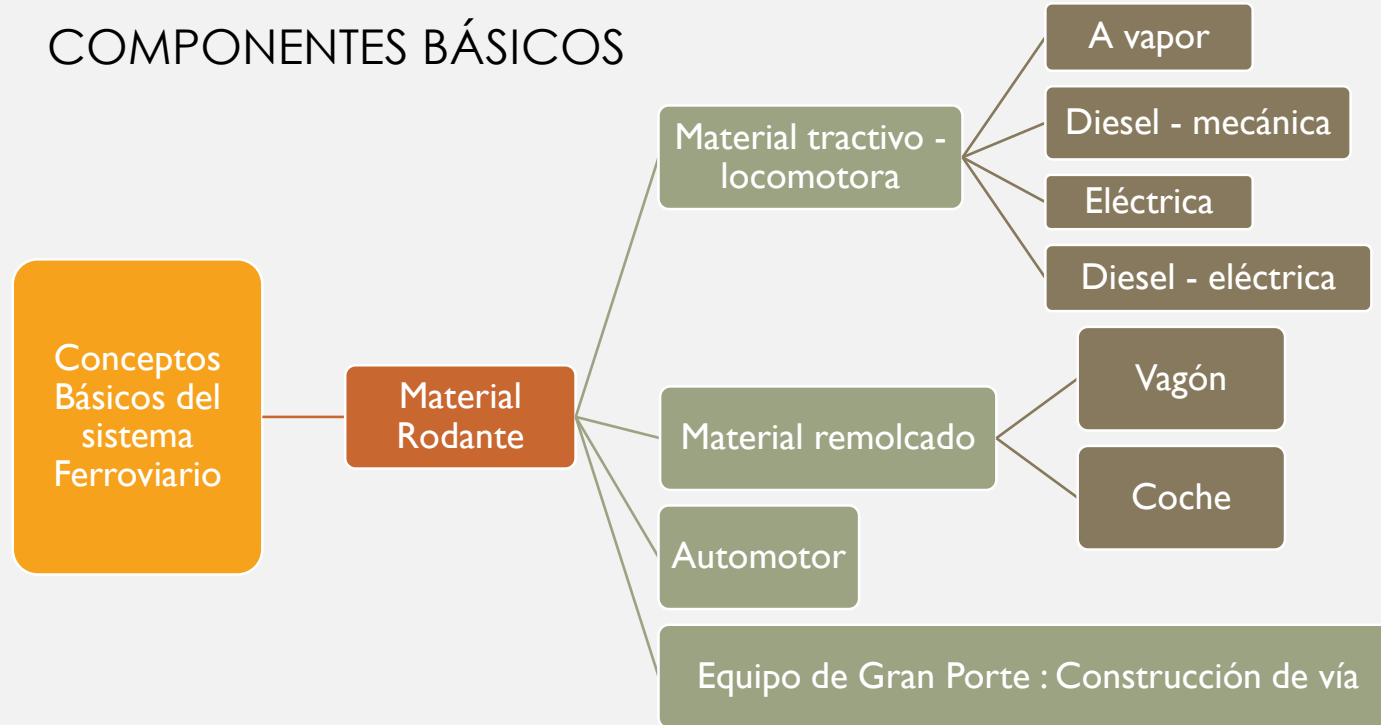 COMPONENTES BÁSICOS
Conceptos
Básicos del
sistema
Ferroviario
Material
Rodante
Material tractivo -
locomotora
A vapor
Diesel - mecánica
Eléctrica
Diesel - eléctrica
Material remolcado
Vagón
Coche
Automotor
Equipo de Gran Porte : Construcción de vía